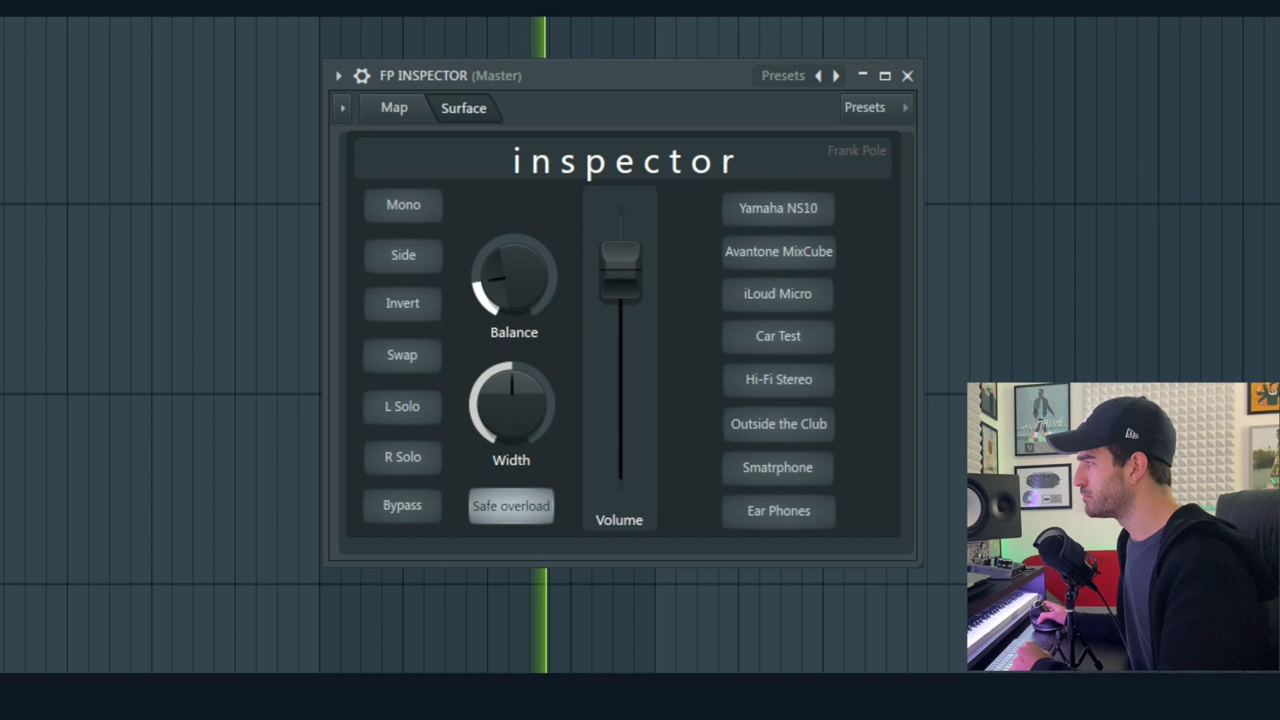 FP INSPECTOR (Master)
Presets
Map
Surface
Presets
inspector
Frank Pole
Mono
Side
Invert
Swap
L Solo
R Solo
Bypass
Balance
Width
Safe overload
Volume
Yamaha NS10
Avantone MixCube
iLoud Micro
Car Test
Hi-Fi Stereo
Outside the Club
Smatrphone
Ear Phones